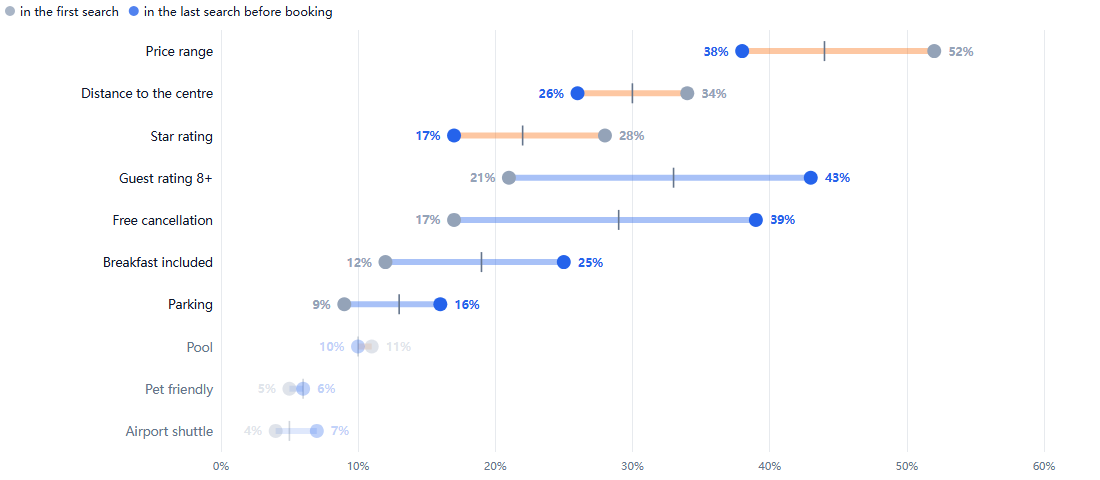 in the first search in the last search before booking
Price range 38% 52%
Distance to the centre 26% 34%
Star rating 17% 28%
Guest rating 8+ 21% 43%
Free cancellation 17% 39%
Breakfast included 12% 25%
Parking 9% 16%
Pool 10% 11%
Pet friendly 5% 6%
Airport shuttle 4% 7%
0% 10% 20% 30% 40% 50% 60%